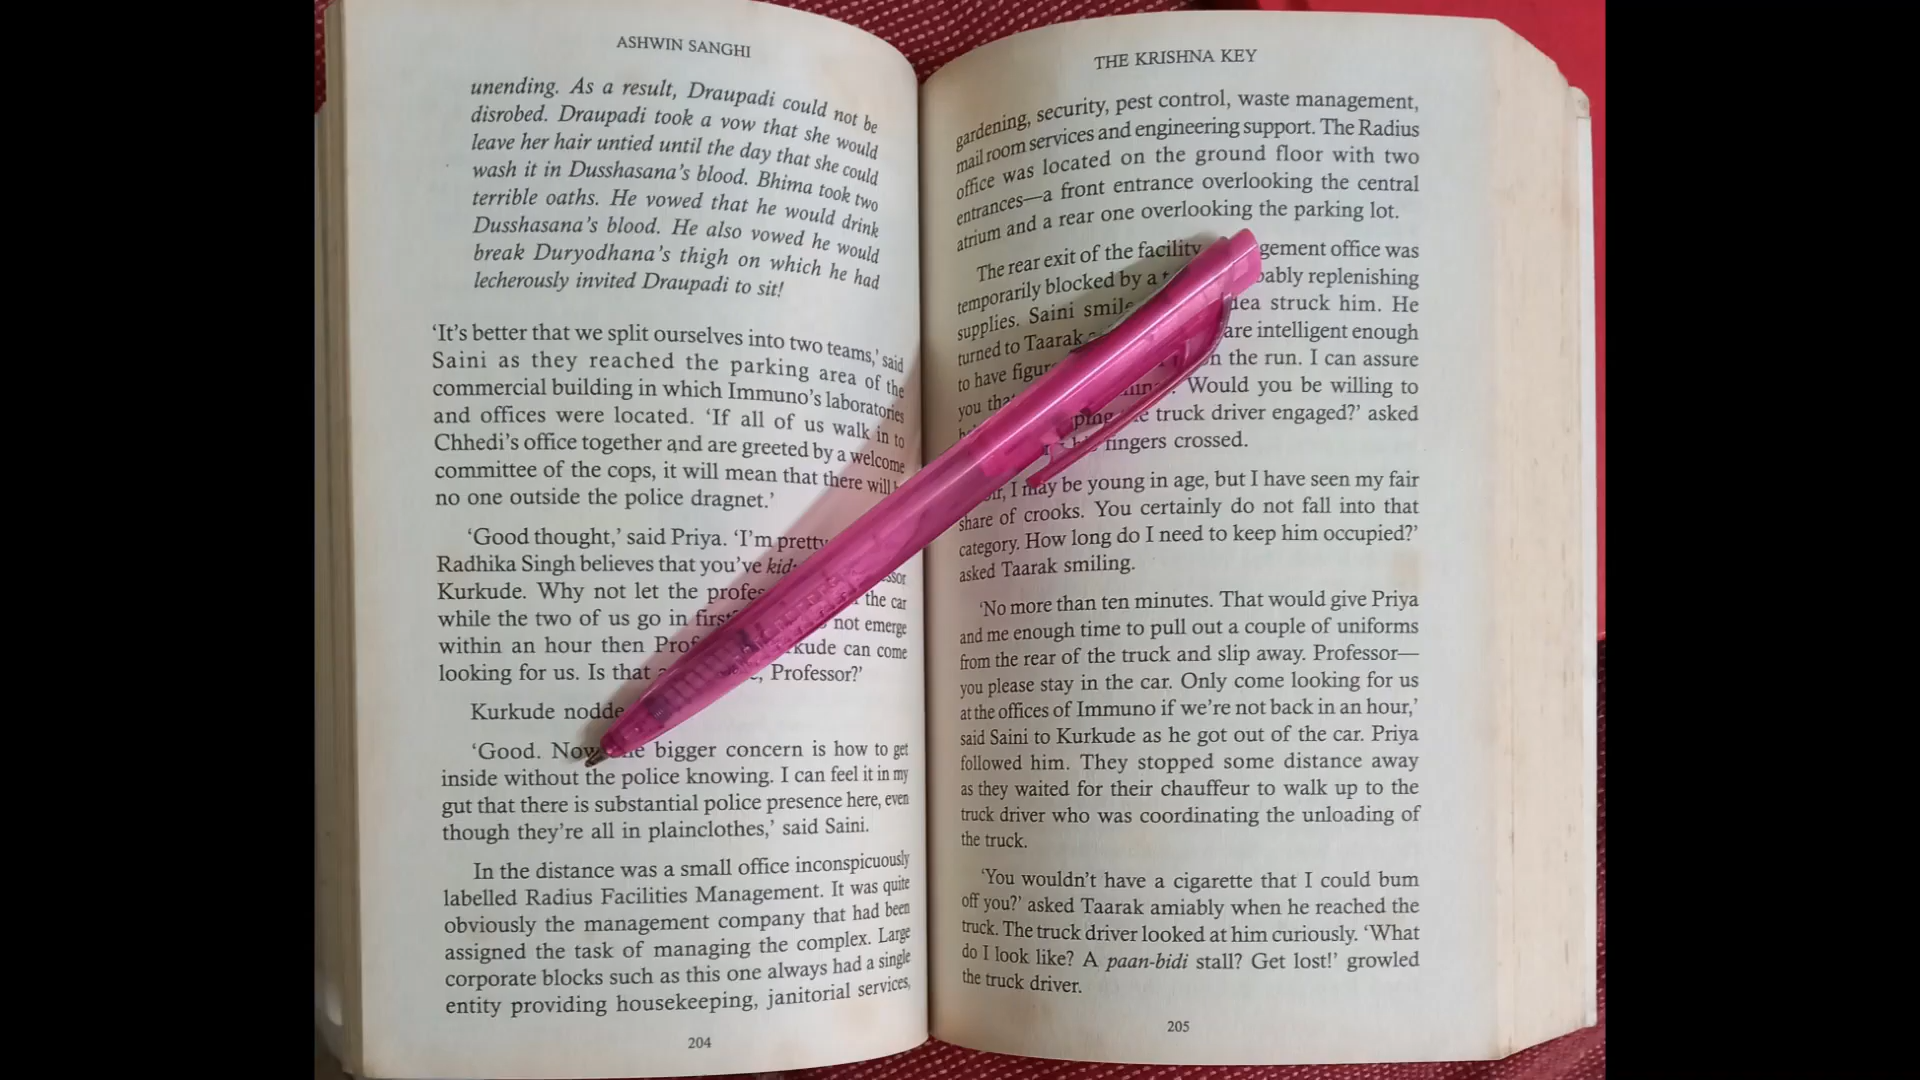 ASHWIN SANGHI
unending. As a result, Draupadi could not be
disrobed. Draupadi took a vow that she would
leave her hair untied until the day that she could
wash it in Dusshasana's blood. Bhima took two
terrible oaths. He vowed that he would drink
Dusshasana's blood. He also vowed he would
break Duryodhana's thigh on which he had
lecherously invited Draupadi to sit!
'It's better that we split ourselves into two teams,' said
Saini as they reached the parking area of the
commercial building in which Immuno's laboratories
and offices were located. 'If all of us walk in to
Chhedi's office together and are greeted by a welcome
committee of the cops, it will mean that there will
no one outside the police dragnet.'
'Good thought,' said Priya. 'I'm pretty
Radhika Singh believes that you've
Kurkude. Why not let the the car
while the two of us go in not emerge
within an hour then can come
looking for us. Is that Professor?'
Kurkude
'Good. bigger concern is how to get
inside without the police knowing. I can feel it in my
gut that there is substantial police presence here, even
though they're all in plainclothes,' said Saini.
In the distance was a small office inconspicuously
labelled Radius Facilities Management. It was quite
obviously the management company that had been
assigned the task of managing the complex. Large
corporate blocks such as this one always had a single
entity providing housekeeping, janitorial services,
204
THE KRISHNA KEY
gardening, security, pest control, waste management,
mail room services and engineering support. The Radius
office was located on the ground floor with two
entrances—a front entrance overlooking the central
atrium and a rear one overlooking the parking lot.
The rear exit of the facility office was
temporarily blocked by a replenishing
supplies. Saini struck him. He
turned to Taarak are intelligent enough
to have the run. I can assure
you Would you be willing to
truck driver engaged?' asked
fingers crossed.
I may be young in age, but I have seen my fair
share of crooks. You certainly do not fall into that
category. How long do I need to keep him occupied?'
asked Taarak smiling.
'No more than ten minutes. That would give Priya
and me enough time to pull out a couple of uniforms
from the rear of the truck and slip away. Professor—
you please stay in the car. Only come looking for us
at the offices of Immuno if we're not back in an hour,'
said Saini to Kurkude as he got out of the car. Priya
followed him. They stopped some distance away
as they waited for their chauffeur to walk up to the
truck driver who was coordinating the unloading of
the truck.
'You wouldn't have a cigarette that I could bum
off you?' asked Taarak amiably when he reached the
truck. The truck driver looked at him curiously. 'What
do I look like? A paan-bidi stall? Get lost!' growled
the truck driver.
205